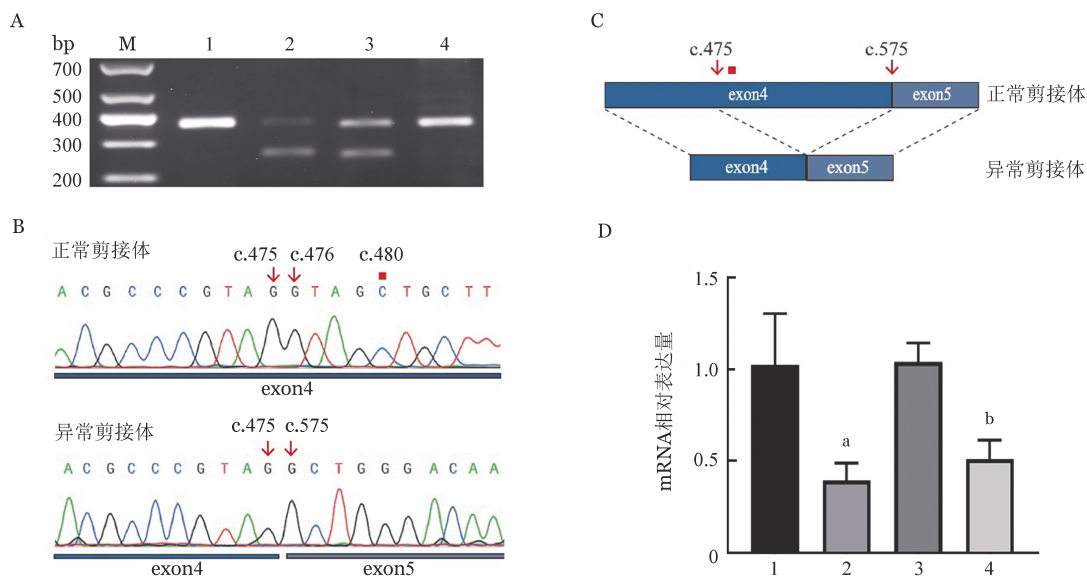 A
bp M 1 2 3 4
700
500
400
300
200
B
正常剪接体
c.475 c.476 c.480
A C G C C C G T A G G T A G C T G C T T
exon4
异常剪接体
c.475 c.575
A C G C C C G T A G G C T G G G A C A A
exon4 exon5
C
c.475 c.575
exon4 exon5 正常剪接体
exon4 exon5 异常剪接体
D
mRNA相对表达量
1.5
1.0
0.5
0
a
b
1 2 3 4